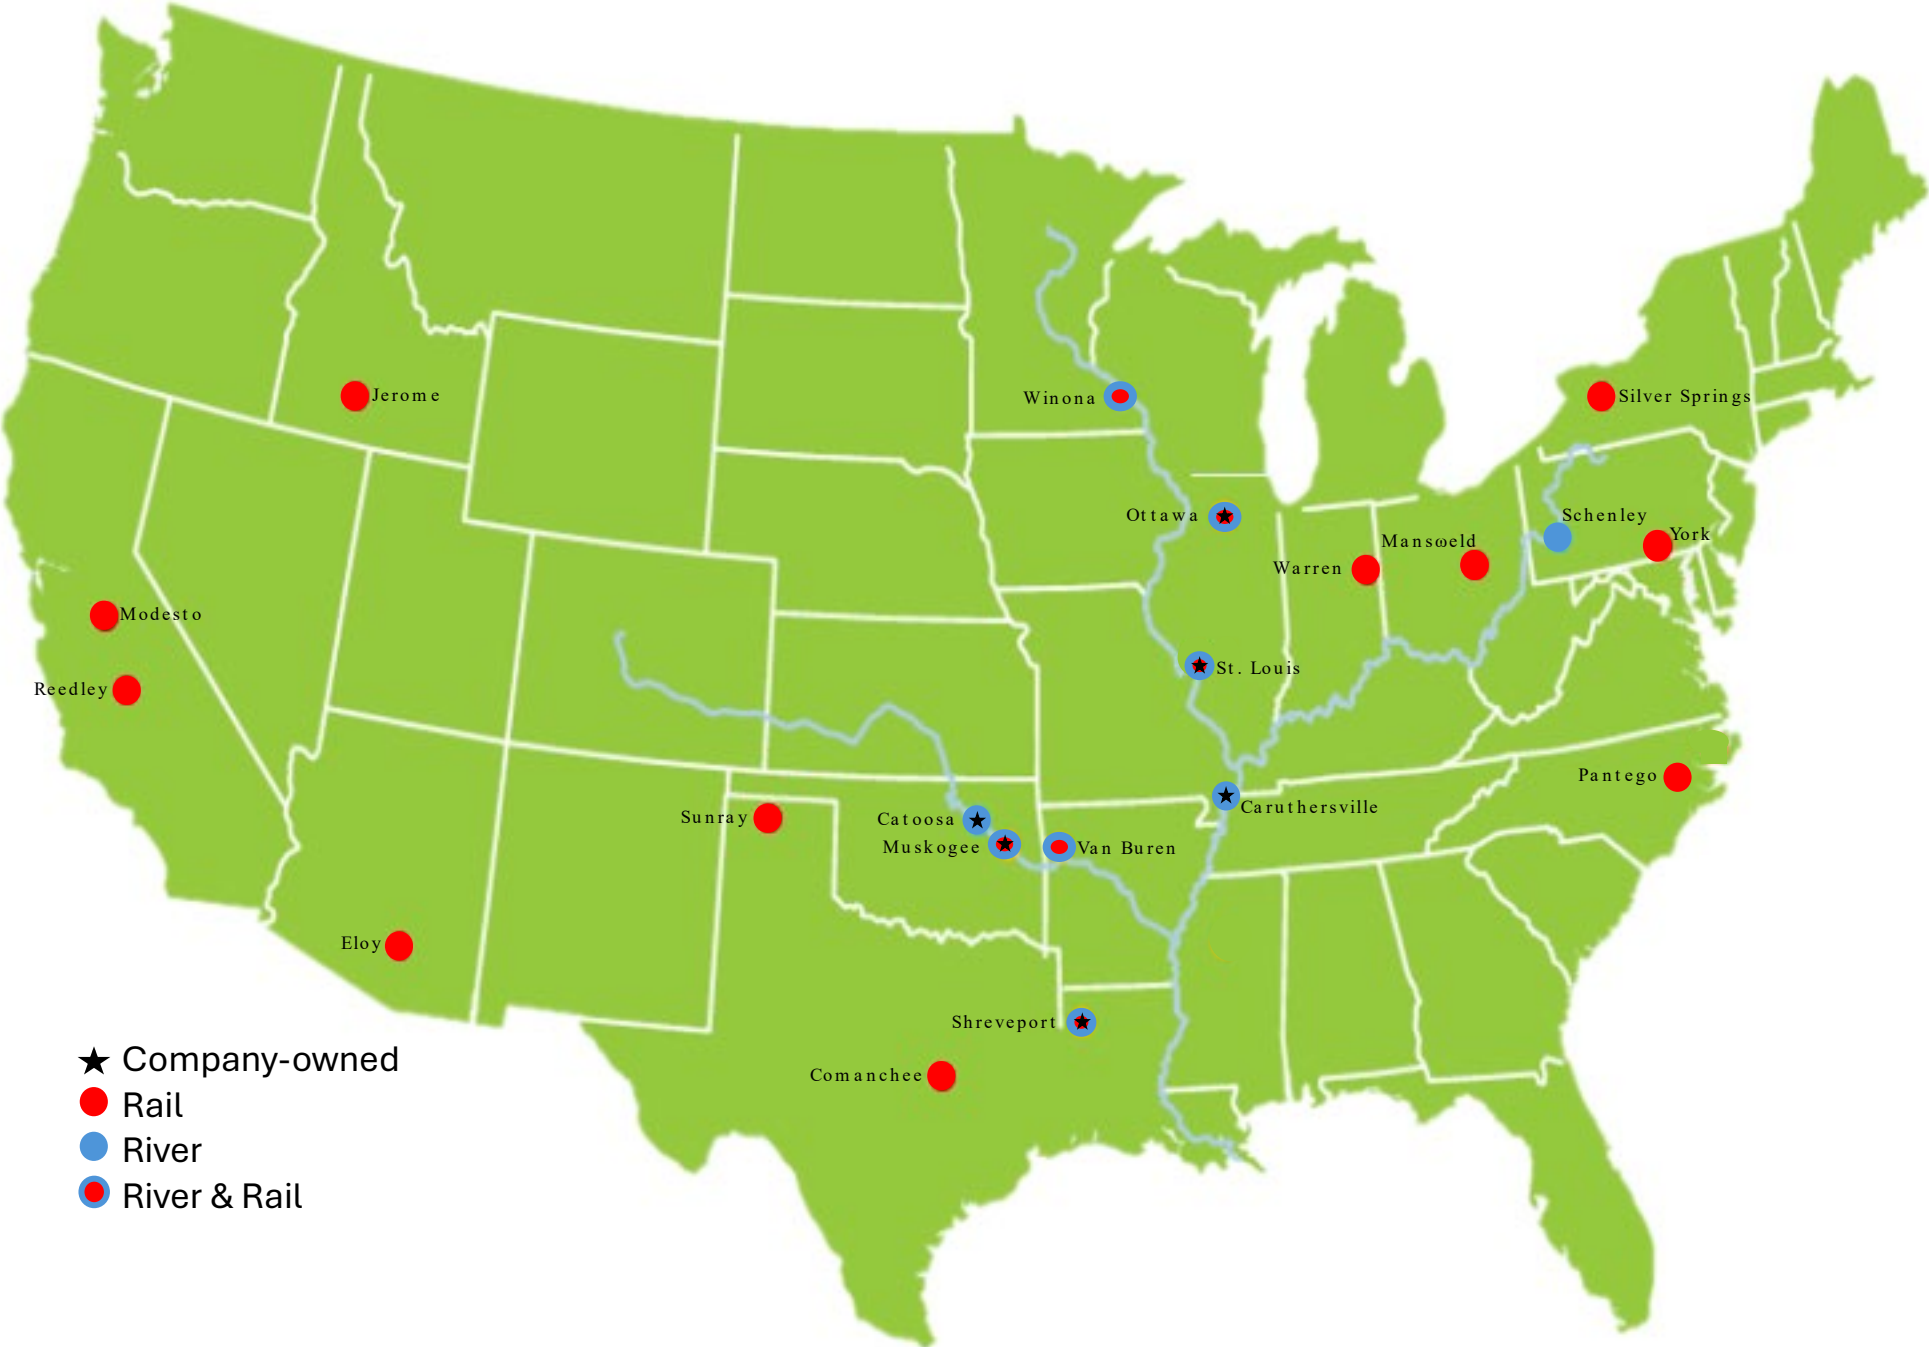 Jerome
Winona
Silver Springs
Ottawa
Schenley
York
Mansѡeld
Warren
Modesto
St. Louis
Reedley
Pantego
Caruthersville
Sunray
Catoosa
Muskogee
Van Buren
Eloy
Shreveport
Comanchee
Company-owned
Rail
River
River & Rail